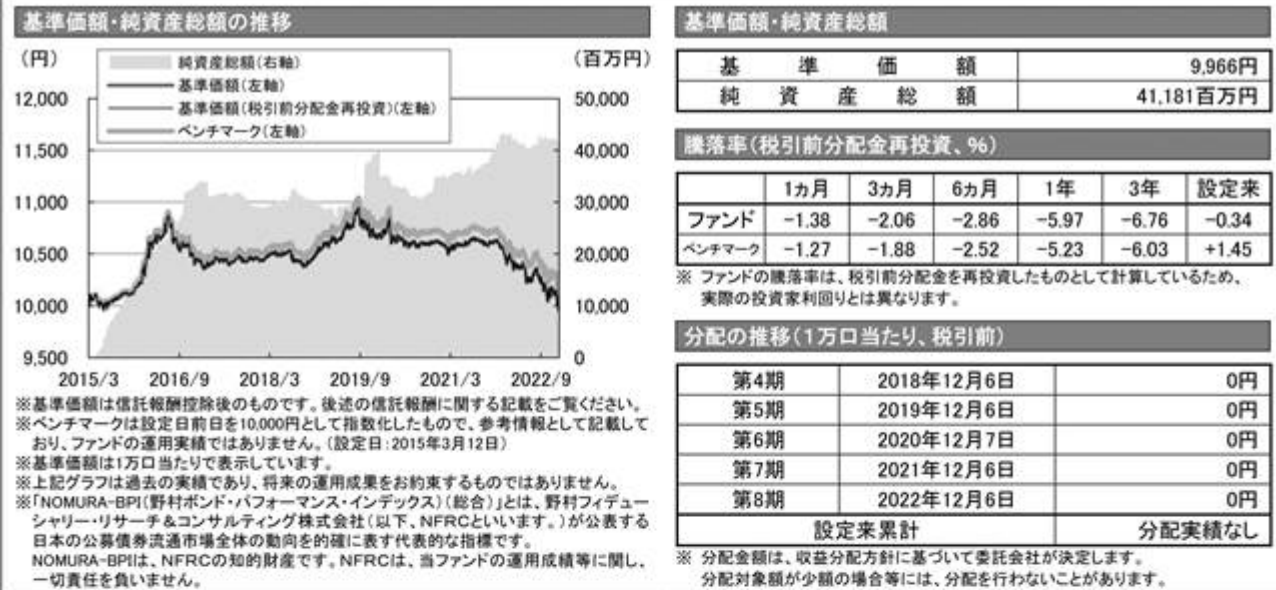 基準価額・純資産総額の推移
(円)
(百万円)
純資産総額(右軸)
基準価額(左軸)
基準価額(税引前分配金再投資)(左軸)
ベンチマーク(左軸)
12,000
11,500
11,000
10,500
10,000
9,500
50,000
40,000
30,000
20,000
10,000
0
2015/3 2016/9 2018/3 2019/9 2021/3 2022/9
※基準価額は信託報酬控除後のものです。後述の信託報酬に関する記載をご覧ください。
※ベンチマークは設定日前日を10,000円として指数化したもので、参考情報として記載して
おり、ファンドの運用実績ではありません。(設定日:2015年3月12日)
※基準価額は1万口当たりで表示しています。
※上記グラフは過去の実績であり、将来の運用成果をお約束するものではありません。
※「NOMURA-BPI(野村ボンド・パフォーマンス・インデックス)(総合)」とは、野村フィデュー
シャリー・リサーチ&コンサルティング株式会社(以下、NFRCといいます。)が公表する
日本の公募債券流通市場全体の動向を的確に表す代表的な指標です。
NOMURA-BPIは、NFRCの知的財産です。NFRCは、当ファンドの運用成績等に関し、
一切責任を負いません。
基準価額・純資産総額
基準価額 9,966円
純資産総額 41,181百万円
騰落率(税引前分配金再投資、%)
1ヵ月 3ヵ月 6ヵ月 1年 3年 設定来
ファンド -1.38 -2.06 -2.86 -5.97 -6.76 -0.34
ベンチマーク -1.27 -1.88 -2.52 -5.23 -6.03 +1.45
※ ファンドの騰落率は、税引前分配金を再投資したものとして計算しているため、
実際の投資家利回りとは異なります。
分配の推移(1万口当たり、税引前)
第4期 2018年12月6日 0円
第5期 2019年12月6日 0円
第6期 2020年12月7日 0円
第7期 2021年12月6日 0円
第8期 2022年12月6日 0円
設定来累計 分配実績なし
※ 分配金額は、収益分配方針に基づいて委託会社が決定します。
分配対象額が少額の場合等には、分配を行わないことがあります。